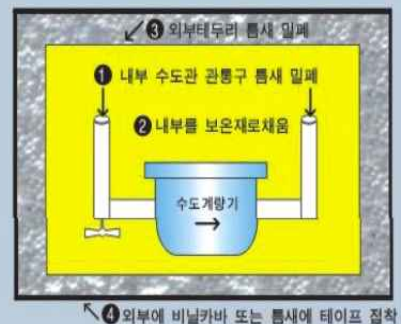 ❸ 외부테두리 틈새 밀폐
❶ 내부 수도관 관통구 틈새 밀폐
❷ 내부를 보온재로채움
수도계량기
→
❹ 외부에 비닐카바 또는 틈새에 테이프 접착